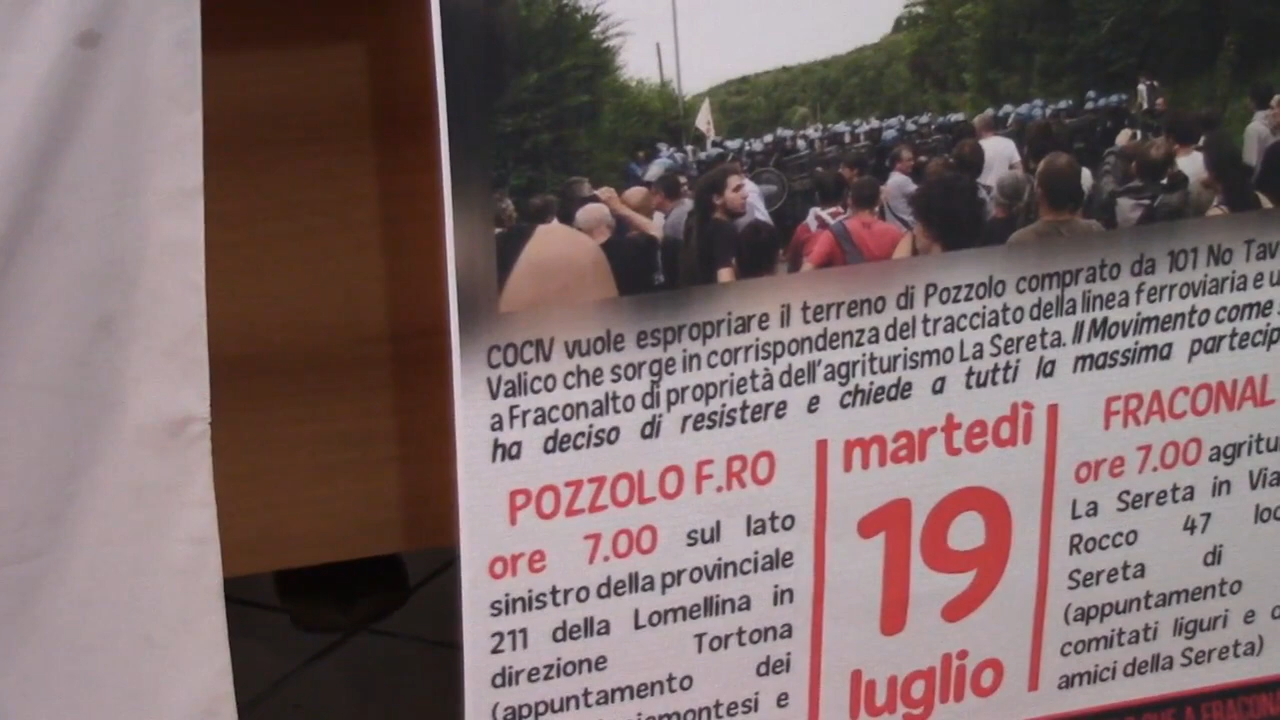 COCIV vuole espropriare il terreno di Pozzolo comprato da 101 No Tav
Valico che sorge in corrispondenza del tracciato della linea ferroviaria e
a Fraconalto di proprietà dell'agriturismo La Sereta. Il Movimento come
ha deciso di resistere e chiede a tutti la massima partecip
POZZOLO F.RO
ore 7.00 sul lato
sinistro della provinciale
211 della Lomellina in
direzione Tortona
(appuntamento dei
piemontesi e
martedì
19
luglio
FRACONAL
ore 7.00 agritu
La Sereta in Via
Rocco 47 loc
Sereta di
(appuntamento
comitati liguri e
amici della Sereta)
A FRACONA